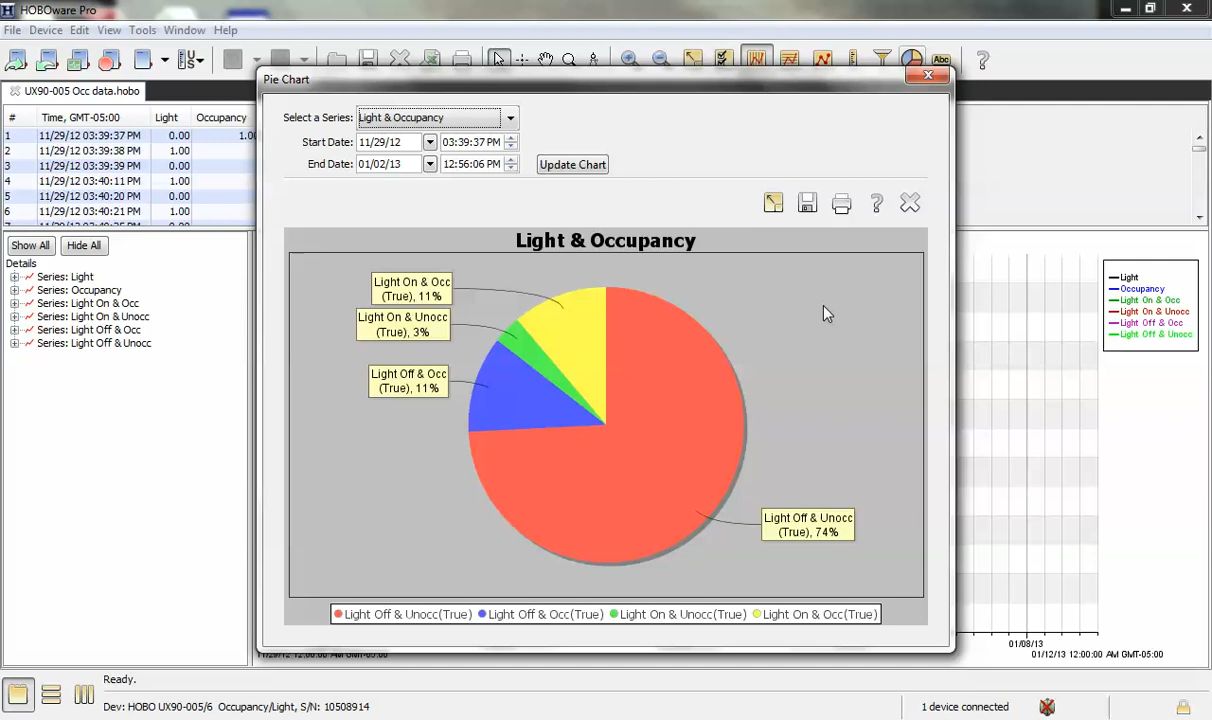 HOBOware Pro
File Device Edit View Tools Window Help
UX90-005 Occ data.hobo
# Time, GMT-05:00 Light Occupancy
1 11/29/12 03:39:37 PM 0.00 1.00
2 11/29/12 03:39:38 PM 1.00
3 11/29/12 03:39:39 PM 0.00
4 11/29/12 03:40:11 PM 1.00
5 11/29/12 03:40:20 PM 0.00
6 11/29/12 03:40:21 PM 1.00
Show All Hide All
Details
Series: Light
Series: Occupancy
Series: Light On & Occ
Series: Light On & Unocc
Series: Light Off & Occ
Series: Light Off & Unocc
Pie Chart
Select a Series: Light & Occupancy
Start Date: 11/29/12 03:39:37 PM
End Date: 01/02/13 12:56:06 PM Update Chart
Light & Occupancy
Light On & Occ
(True), 11%
Light On & Unocc
(True), 3%
Light Off & Occ
(True), 11%
Light Off & Unocc
(True), 74%
Light Off & Unocc(True) Light Off & Occ(True) Light On & Unocc(True) Light On & Occ(True)
Light
Occupancy
Light On & Occ
Light On & Unocc
Light Off & Occ
Light Off & Unocc
01/08/13
11/29/12 12:00:00 AM GMT-05:00 01/12/13 12:00:00 AM GMT-05:00
Abc
Ready.
Dev: HOBO UX90-005/6 Occupancy/Light, S/N: 10508914 1 device connected